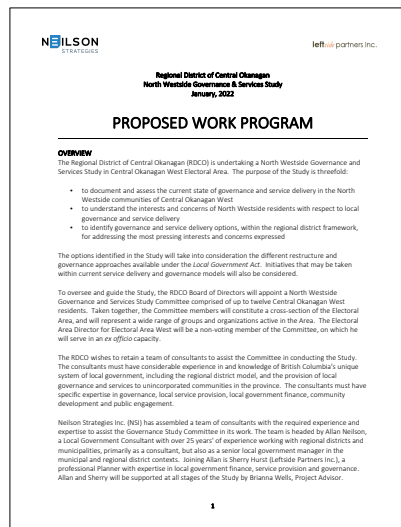 NEILSON
STRATEGIES
leftside partners inc.
Regional District of Central Okanagan
North Westside Governance & Services Study
January, 2022
PROPOSED WORK PROGRAM
OVERVIEW
The Regional District of Central Okanagan (RDCO) is undertaking a North Westside Governance and
Services Study in Central Okanagan West Electoral Area. The purpose of the Study is threefold:
• to document and assess the current state of governance and service delivery in the North
Westside communities of Central Okanagan West
• to understand the interests and concerns of North Westside residents with respect to local
governance and service delivery
• to identify governance and service delivery options, within the regional district framework,
for addressing the most pressing interests and concerns expressed
The options identified in the Study will take into consideration the different restructure and
governance approaches available under the Local Government Act. Initiatives that may be taken
within current service delivery and governance models will also be considered.
To oversee and guide the Study, the RDCO Board of Directors will appoint a North Westside
Governance and Services Study Committee comprised of up to twelve Central Okanagan West
residents. Taken together, the Committee members will constitute a cross-section of the Electoral
Area, and will represent a wide range of groups and organizations active in the Area. The
Electoral Area Director for Electoral Area West will be a non-voting member of the Committee, on which he
will serve in an ex officio capacity.
The RDCO wishes to retain a team of consultants to assist the Committee in conducting the Study.
The consultants must have considerable experience in and knowledge of British Columbia's unique
system of local government, including the regional district model, and the provision of local
governance and services to unincorporated communities in the province. The consultants must have
specific expertise in governance, local service provision, local government finance, community
development and public engagement.
Neilson Strategies Inc. (NSI) has assembled a team of consultants with the required experience and
expertise to assist the Governance Study Committee in its work. The team is headed by Allan Neilson,
a Local Government Consultant with over 25 years' of experience working with regional districts and
municipalities, primarily as a consultant, but also as a senior local government manager in the
municipal and regional district contexts. Joining Allan is Sherry Hurst (Leftside Partners Inc.), a
professional Planner with expertise in local government finance, service provision and governance.
Allan and Sherry will be supported at all stages of the Study by Brianna Wells, Project Advisor.
1